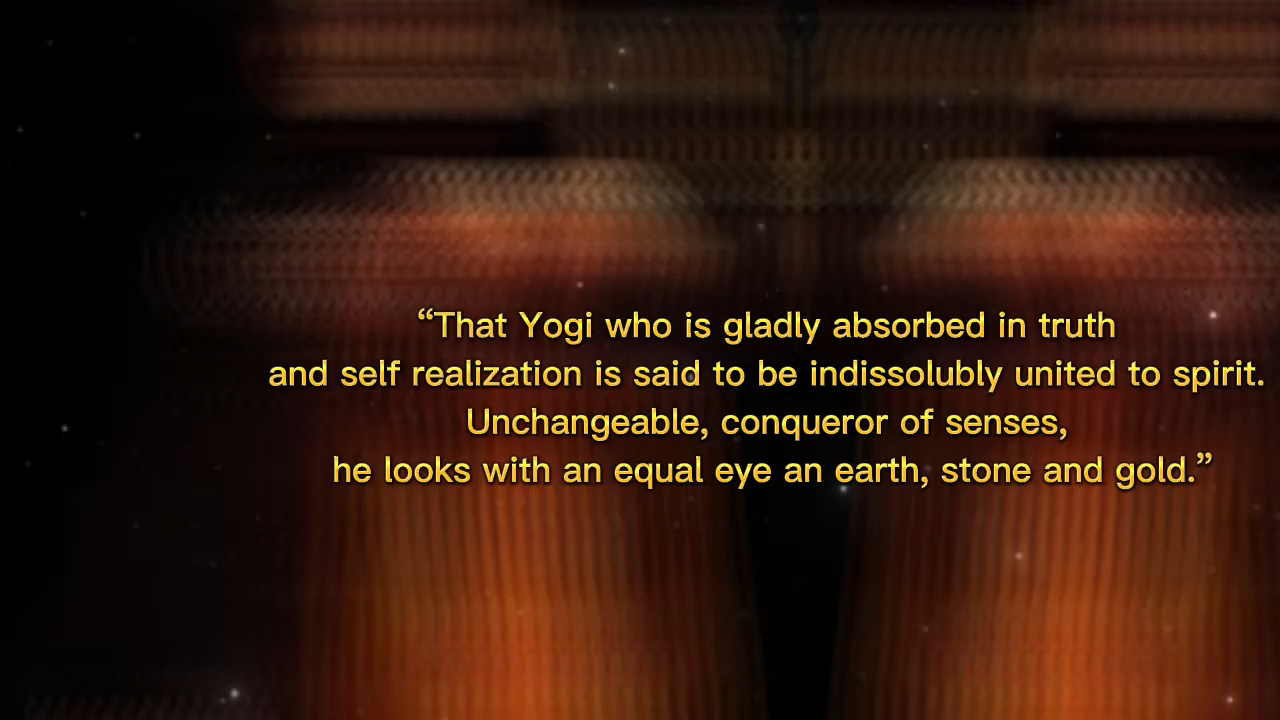 “That Yogi who is gladly absorbed in truth
and self realization is said to be indissolubly united to spirit.
Unchangeable, conqueror of senses,
he looks with an equal eye an earth, stone and gold.”